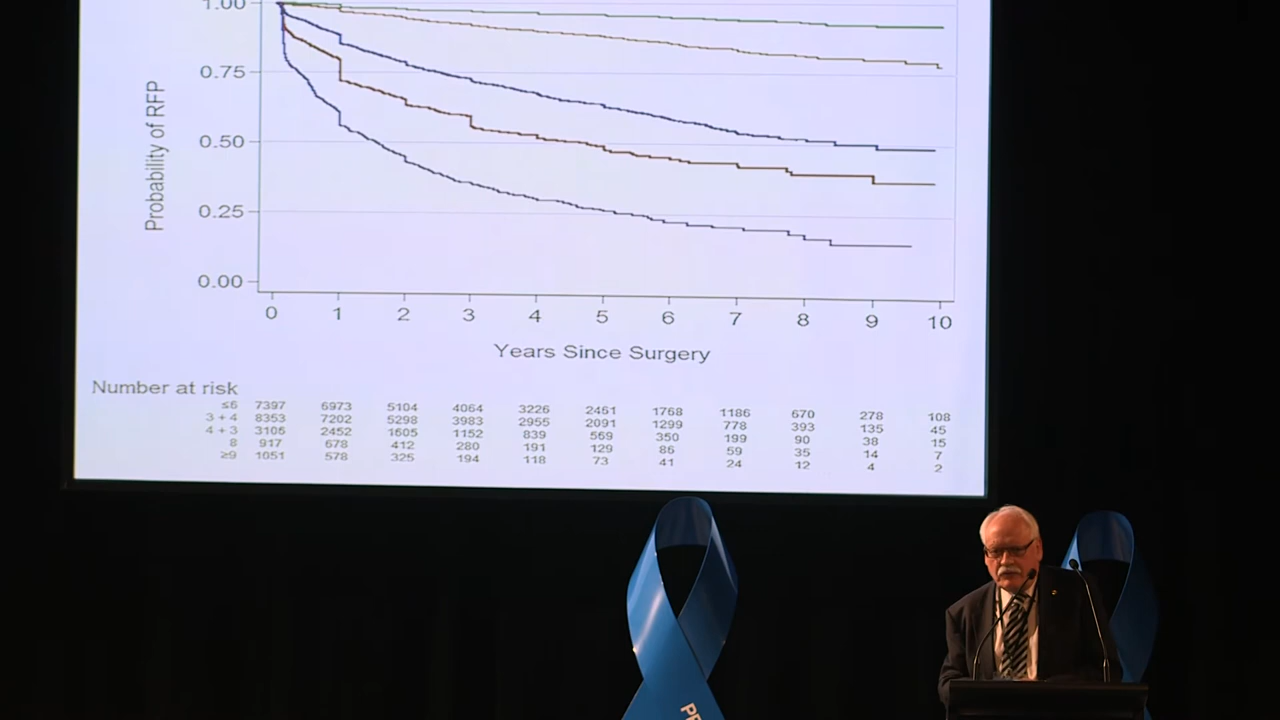 1.00
0.75
0.50
0.25
0.00
Probability of RFP
0 1 2 3 4 5 6 7 8 9 10
Years Since Surgery
Number at risk
≤6 7397 6973 5104 4064 3226 2461 1768 1186 670 278 108
3 + 4 8353 7202 5298 3983 2955 2091 1299 778 393 135 45
4 + 3 3105 2452 1605 1152 839 569 350 199 90 38 15
8 917 678 412 280 191 129 86 59 35 14 7
≥9 1051 578 325 194 118 73 41 24 12 4 2